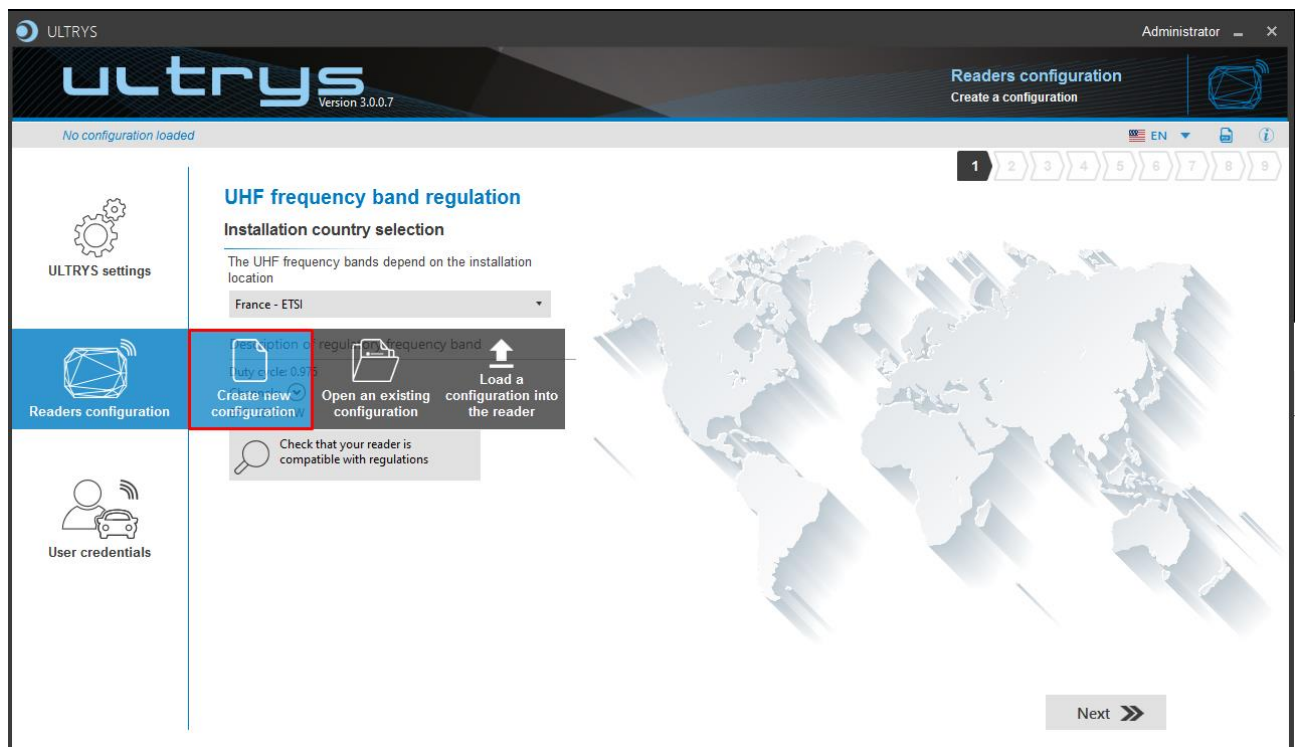 ULTRYS
Administrator
ultrys
Version 3.0.0.7
Readers configuration
Create a configuration
No configuration loaded
EN
1 2 3 4 5 6 7 8 9
UHF frequency band regulation
Installation country selection
The UHF frequency bands depend on the installation
location
France - ETSI
ULTRYS settings
Description of regulatory frequency band
Duty cycle: 0.975
Readers configuration
Create new
configuration
Open an existing
configuration
Load a
configuration into
the reader
Check that your reader is
compatible with regulations
User credentials
Next